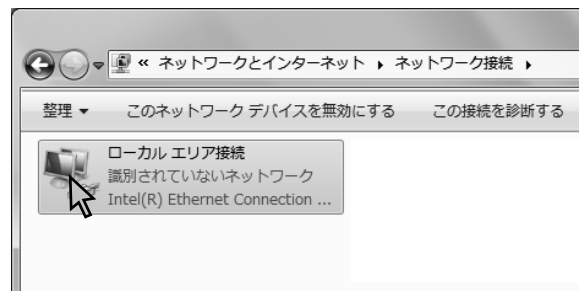 « ネットワークとインターネット ▸ ネットワーク接続 ▸
整理 ▼ このネットワーク デバイスを無効にする この接続を診断する
ローカル エリア接続
識別されていないネットワーク
Intel(R) Ethernet Connection ...